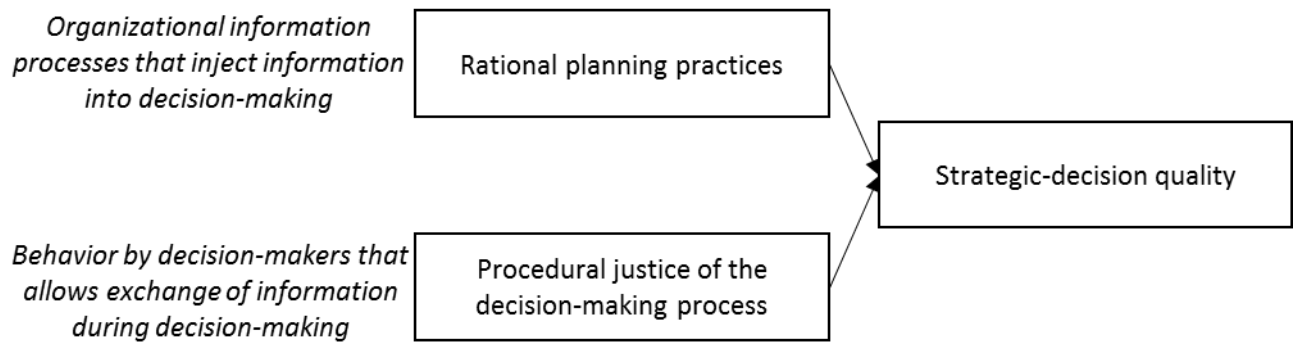 Organizational information
processes that inject information
into decision-making
Rational planning practices
Strategic-decision quality
Behavior by decision-makers that
allows exchange of information
during decision-making
Procedural justice of the
decision-making process